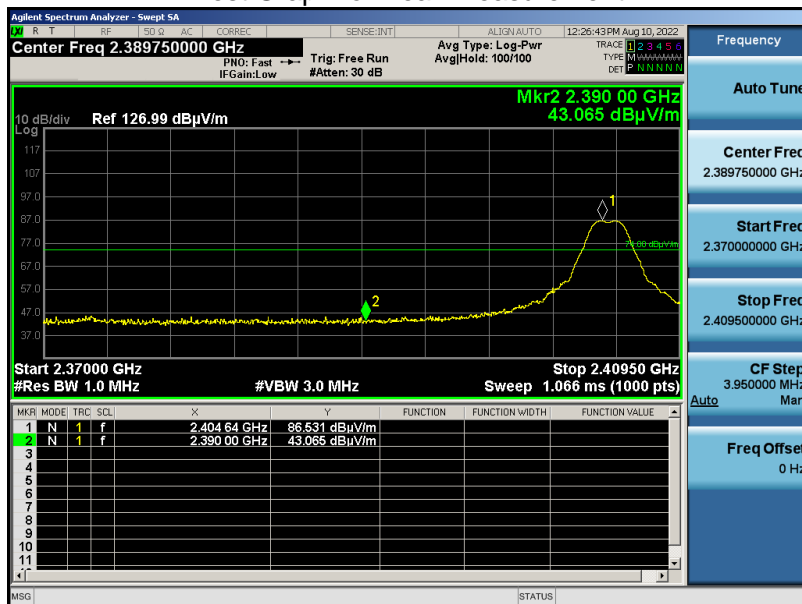 Agilent Spectrum Analyzer - Swept SA
LXI R T RF 50 Ω AC CORREC SENSE:INT ALIGN AUTO 12:26:43 PM Aug 10, 2022
Center Freq 2.389750000 GHz
PNO: Fast Trig: Free Run
IFGain:Low #Atten: 30 dB
Avg Type: Log-Pwr
Avg|Hold: 100/100
TRACE 1 2 3 4 5 6
TYPE M
DET P N N N N N
Mkr2 2.390 00 GHz
43.065 dBµV/m
10 dB/div Ref 126.99 dBµV/m
Log
117
107
97.0
87.0
77.0
67.0
57.0
47.0
37.0
1
74.00 dBµV/m
2
Start 2.37000 GHz Stop 2.40950 GHz
#Res BW 1.0 MHz #VBW 3.0 MHz Sweep 1.066 ms (1000 pts)
MKR MODE TRC SCL X Y FUNCTION FUNCTION WIDTH FUNCTION VALUE
1 N 1 f 2.404 64 GHz 86.531 dBµV/m
2 N 1 f 2.390 00 GHz 43.065 dBµV/m
3
4
5
6
7
8
9
10
11
MSG STATUS
Frequency
Auto Tune
Center Freq
2.389750000 GHz
Start Freq
2.370000000 GHz
Stop Freq
2.409500000 GHz
CF Step
3.950000 MHz
Auto Man
Freq Offset
0 Hz